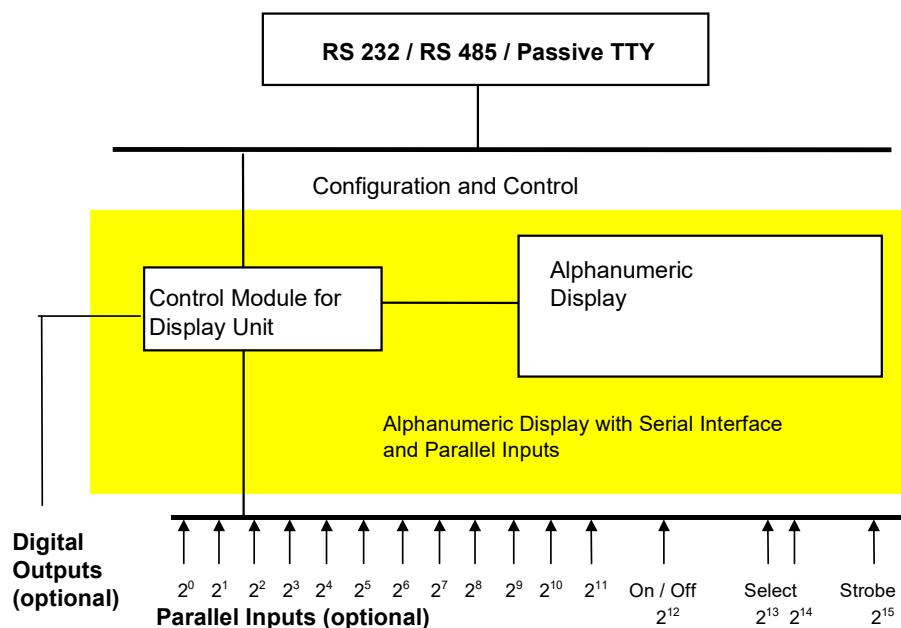 RS 232 / RS 485 / Passive TTY
Configuration and Control
Control Module for
Display Unit
Alphanumeric
Display
Alphanumeric Display with Serial Interface
and Parallel Inputs
Digital
Outputs
(optional)
2⁰ 2¹ 2² 2³ 2⁴ 2⁵ 2⁶ 2⁷ 2⁸ 2⁹ 2¹⁰ 2¹¹ On / Off Select Strobe
2¹² 2¹³ 2¹⁴ 2¹⁵
Parallel Inputs (optional)